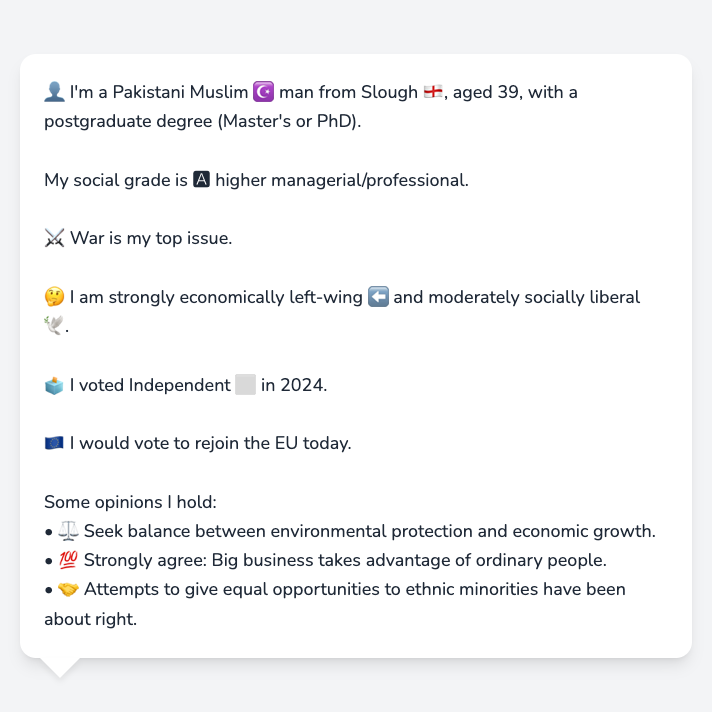 👤 I'm a Pakistani Muslim ☪️ man from Slough 🏴󠁧󠁢󠁥󠁮󠁧󠁿, aged 39, with a
postgraduate degree (Master's or PhD).
My social grade is 🅰 higher managerial/professional.
⚔️ War is my top issue.
🤔 I am strongly economically left-wing ⬅️ and moderately socially liberal
🕊️.
🗳️ I voted Independent ⬜ in 2024.
🇪🇺 I would vote to rejoin the EU today.
Some opinions I hold:
• ⚖️ Seek balance between environmental protection and economic growth.
• 💯 Strongly agree: Big business takes advantage of ordinary people.
• 🤝 Attempts to give equal opportunities to ethnic minorities have been
about right.